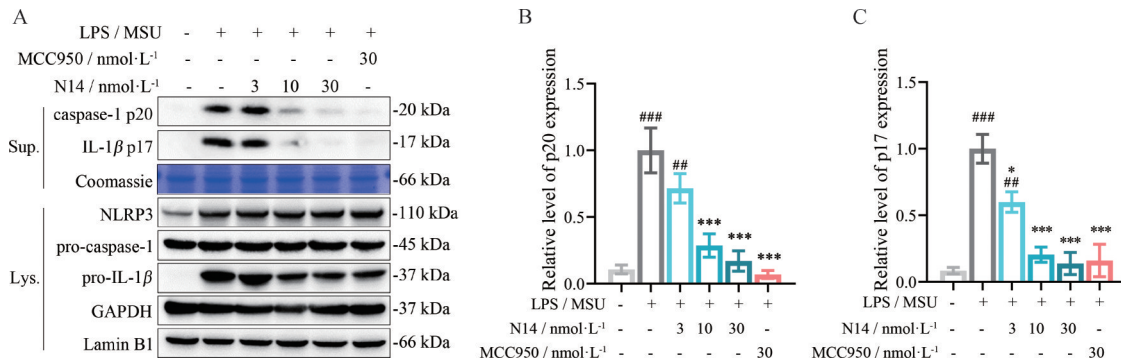 A
LPS / MSU - + + + + +
MCC950 / nmol·L⁻¹ - - - - - 30
N14 / nmol·L⁻¹ - - 3 10 30 -
Sup.
caspase-1 p20 -20 kDa
IL-1β p17 -17 kDa
Coomassie -66 kDa
Lys.
NLRP3 -110 kDa
pro-caspase-1 -45 kDa
pro-IL-1β -37 kDa
GAPDH -37 kDa
Lamin B1 -66 kDa
B
Relative level of p20 expression
1.5
1.0
0.5
0.0
###
##
***
***
***
LPS / MSU - + + + + +
N14 / nmol·L⁻¹ - - 3 10 30 -
MCC950 / nmol·L⁻¹ - - - - - 30
C
Relative level of p17 expression
1.5
1.0
0.5
0.0
###
*
##
***
***
***
LPS / MSU - + + + + +
N14 / nmol·L⁻¹ - - 3 10 30 -
MCC950 / nmol·L⁻¹ - - - - - 30